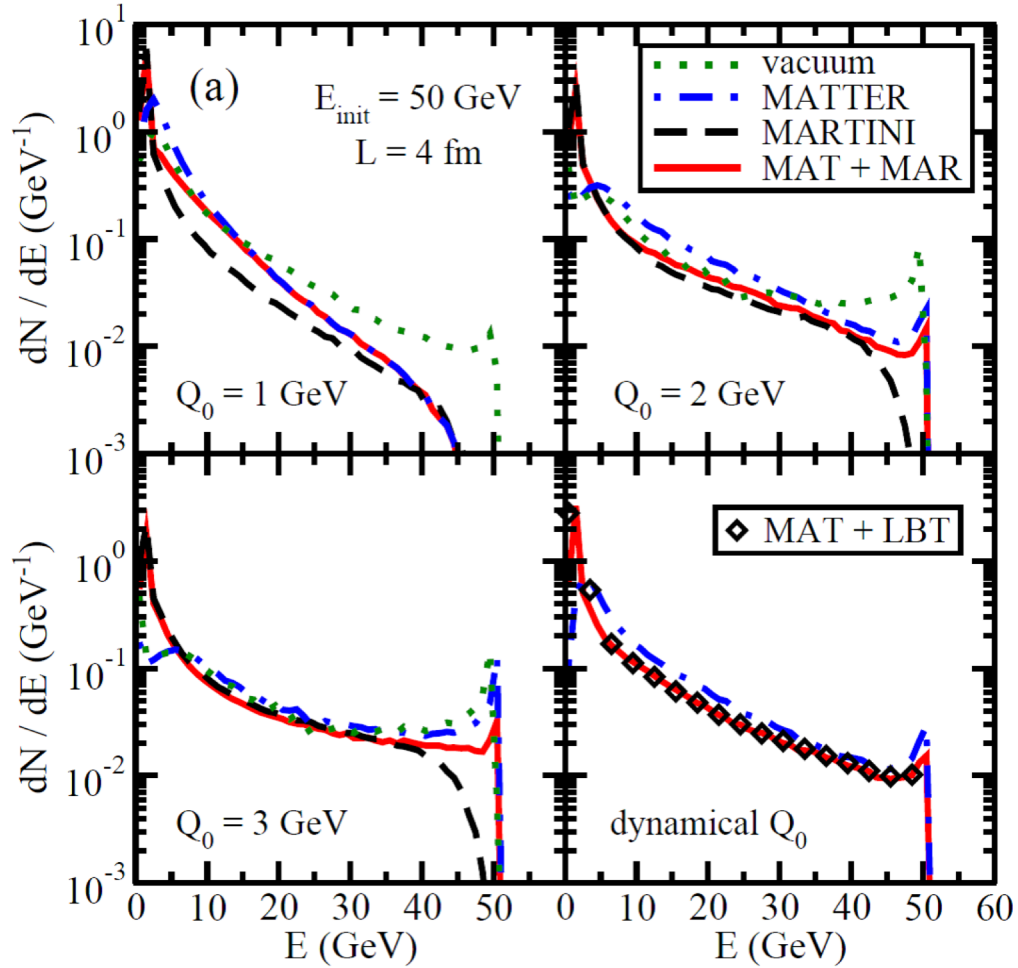 10^1
10^0
10^-1
10^-2
10^-3
dN / dE (GeV^-1)
(a)
E_init = 50 GeV
L = 4 fm
Q_0 = 1 GeV
vacuum
MATTER
MARTINI
MAT + MAR
Q_0 = 2 GeV
10^0
10^-1
10^-2
10^-3
dN / dE (GeV^-1)
Q_0 = 3 GeV
MAT + LBT
dynamical Q_0
0 10 20 30 40 50
0 10 20 30 40 50 60
E (GeV)
E (GeV)